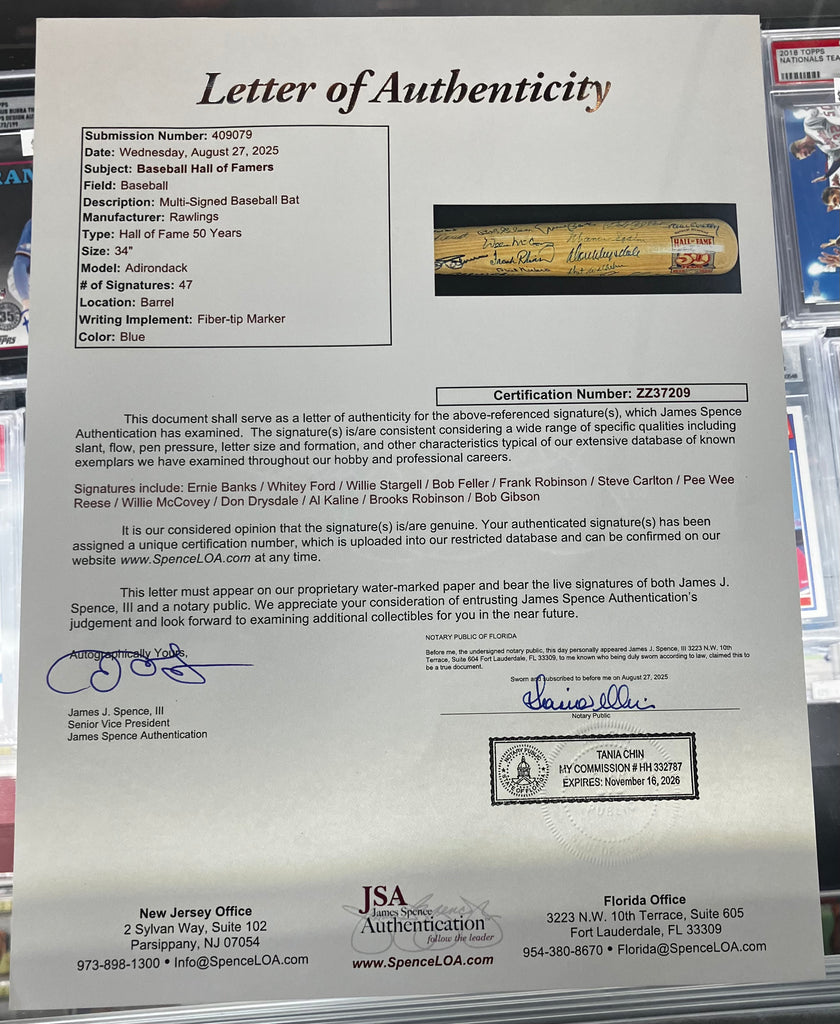 Letter of Authenticity
Submission Number: 409079
Date: Wednesday, August 27, 2025
Subject: Baseball Hall of Famers
Field: Baseball
Description: Multi-Signed Baseball Bat
Manufacturer: Rawlings
Type: Hall of Fame 50 Years
Size: 34"
Model: Adirondack
# of Signatures: 47
Location: Barrel
Writing Implement: Fiber-tip Marker
Color: Blue
HALL of FAME
Certification Number: ZZ37209
This document shall serve as a letter of authenticity for the above-referenced signature(s), which James Spence
Authentication has examined. The signature(s) is/are consistent considering a wide range of specific qualities including
slant, flow, pen pressure, letter size and formation, and other characteristics typical of our extensive database of known
exemplars we have examined throughout our hobby and professional careers.
Signatures include: Ernie Banks / Whitey Ford / Willie Stargell / Bob Feller / Frank Robinson / Steve Carlton / Pee Wee
Reese / Willie McCovey / Don Drysdale / Al Kaline / Brooks Robinson / Bob Gibson
It is our considered opinion that the signature(s) is/are genuine. Your authenticated signature(s) has been
assigned a unique certification number, which is uploaded into our restricted database and can be confirmed on our
website www.SpenceLOA.com at any time.
This letter must appear on our proprietary water-marked paper and bear the live signatures of both James J.
Spence, III and a notary public. We appreciate your consideration of entrusting James Spence Authentication's
judgement and look forward to examining additional collectibles for you in the near future.
Autographically Yours,
James J. Spence, III
Senior Vice President
James Spence Authentication
NOTARY PUBLIC OF FLORIDA
Before me, the undersigned notary public, this day personally appeared James J. Spence, III 3223 N.W. 10th
Terrace, Suite 604 Fort Lauderdale, FL 33309, to me known who being duly sworn according to law, claimed this to
be a true document.
Sworn and subscribed to before me on August 27, 2025
Notary Public
NOTARY PUBLIC
STATE OF FLORIDA
TANIA CHIN
MY COMMISSION # HH 332787
EXPIRES: November 16, 2026
New Jersey Office
2 Sylvan Way, Suite 102
Parsippany, NJ 07054
973-898-1300 • Info@SpenceLOA.com
JSA
James Spence
Authentication
follow the leader
www.SpenceLOA.com
Florida Office
3223 N.W. 10th Terrace, Suite 605
Fort Lauderdale, FL 33309
954-380-8670 • Florida@SpenceLOA.com
2018 TOPPS
NATIONALS TEA